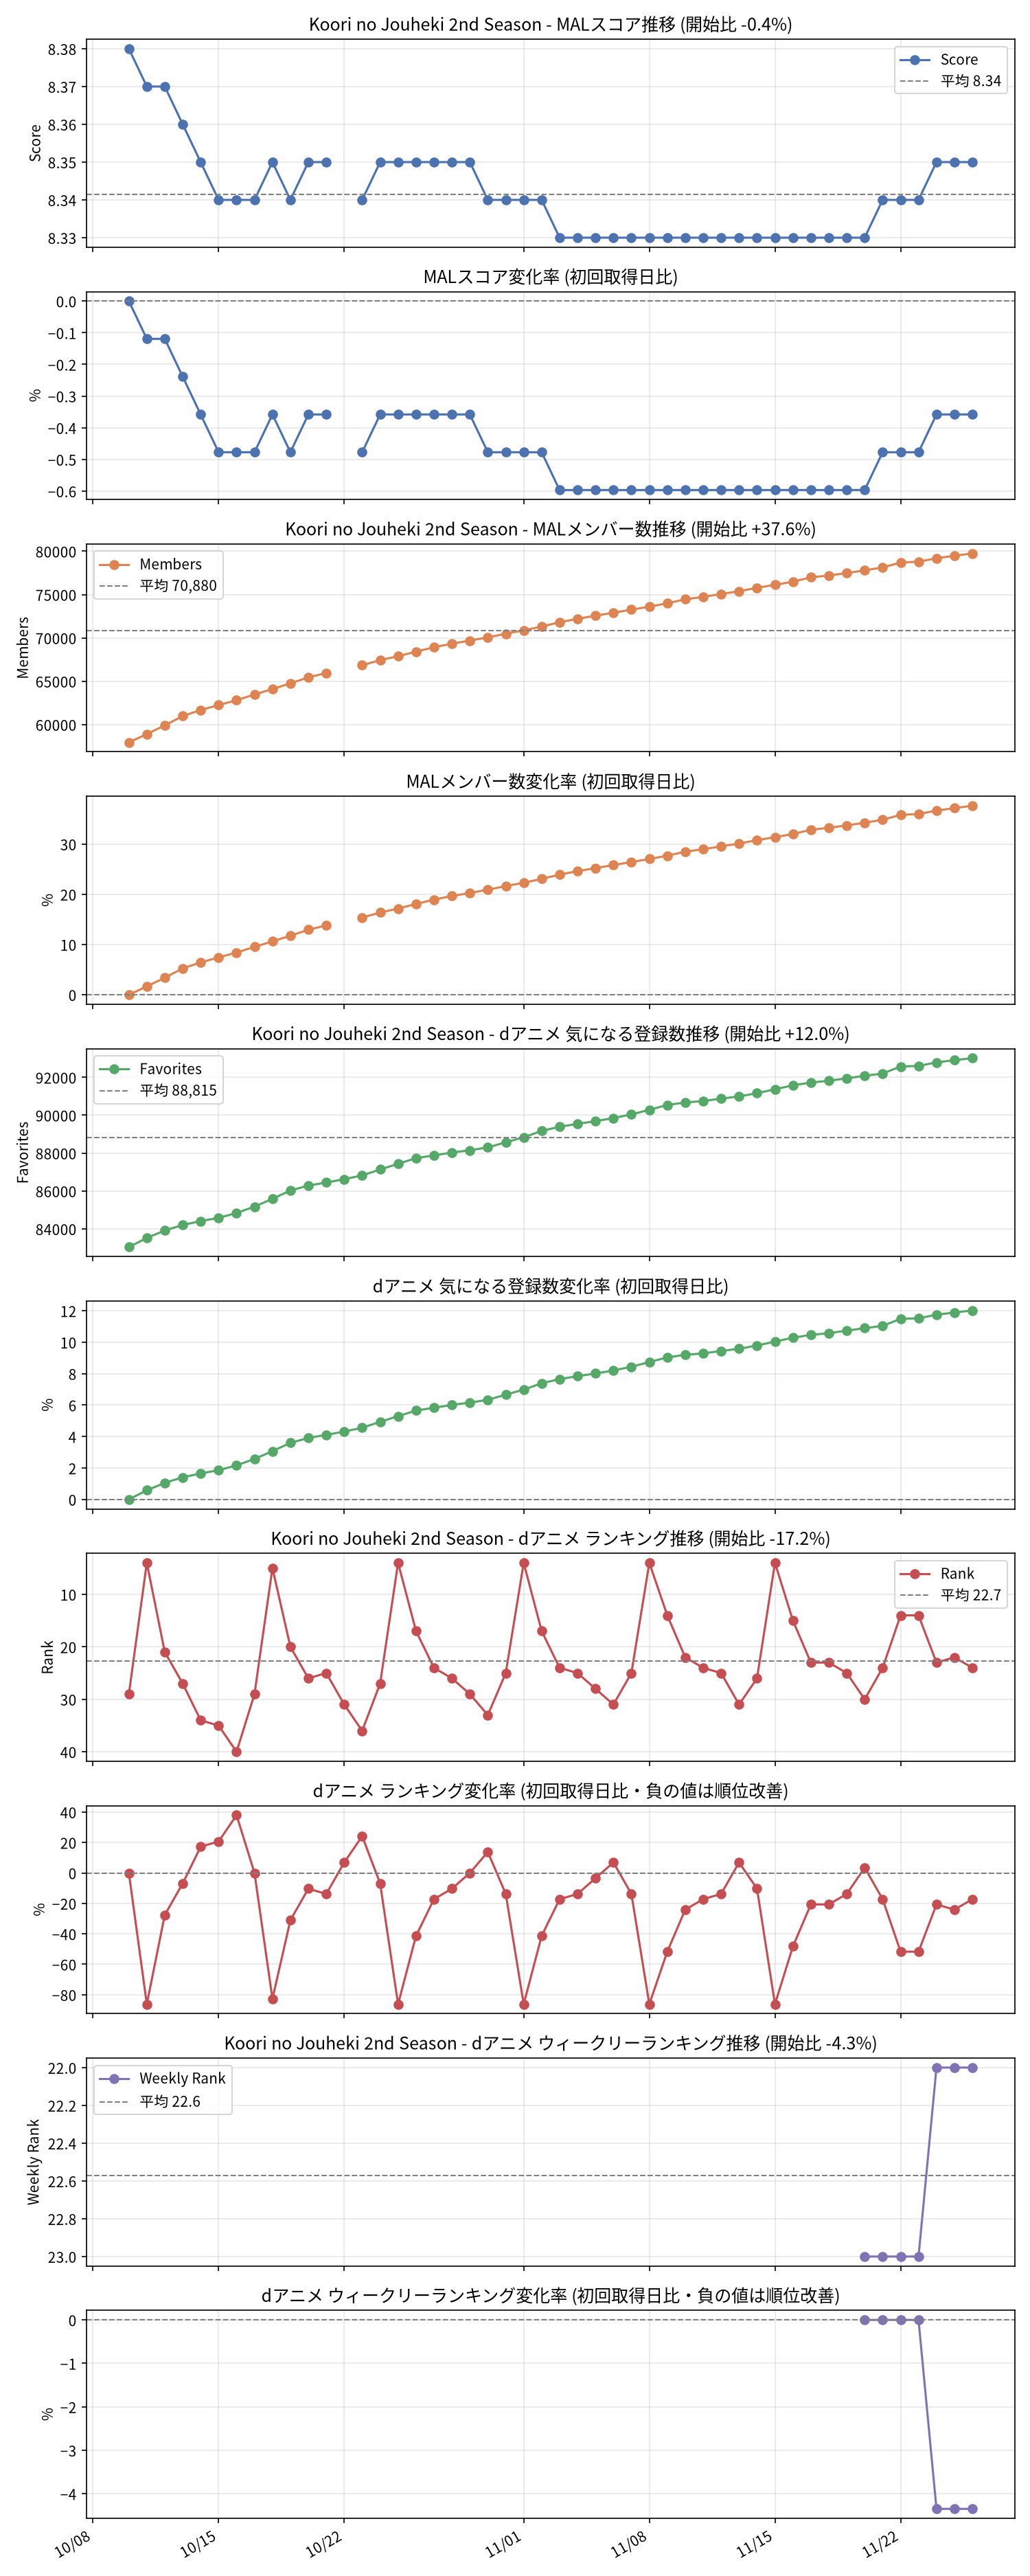 Koori no Jouheki 2nd Season - MALスコア推移 (開始比 -0.4%)
8.38
8.37
8.36
8.35
8.34
8.33
Score
Score
平均 8.34
MALスコア変化率 (初回取得日比)
0.0
−0.1
−0.2
−0.3
−0.4
−0.5
−0.6
%
Koori no Jouheki 2nd Season - MALメンバー数推移 (開始比 +37.6%)
80000
75000
70000
65000
60000
Members
Members
平均 70,880
MALメンバー数変化率 (初回取得日比)
30
20
10
0
%
Koori no Jouheki 2nd Season - dアニメ 気になる登録数推移 (開始比 +12.0%)
92000
90000
88000
86000
84000
Favorites
Favorites
平均 88,815
dアニメ 気になる登録数変化率 (初回取得日比)
12
10
8
6
4
2
0
%
Koori no Jouheki 2nd Season - dアニメ ランキング推移 (開始比 -17.2%)
10
20
30
40
Rank
Rank
平均 22.7
dアニメ ランキング変化率 (初回取得日比・負の値は順位改善)
40
20
0
−20
−40
−60
−80
%
Koori no Jouheki 2nd Season - dアニメ ウィークリーランキング推移 (開始比 -4.3%)
22.0
22.2
22.4
22.6
22.8
23.0
Weekly Rank
Weekly Rank
平均 22.6
dアニメ ウィークリーランキング変化率 (初回取得日比・負の値は順位改善)
0
−1
−2
−3
−4
%
10/08
10/15
10/22
11/01
11/08
11/15
11/22